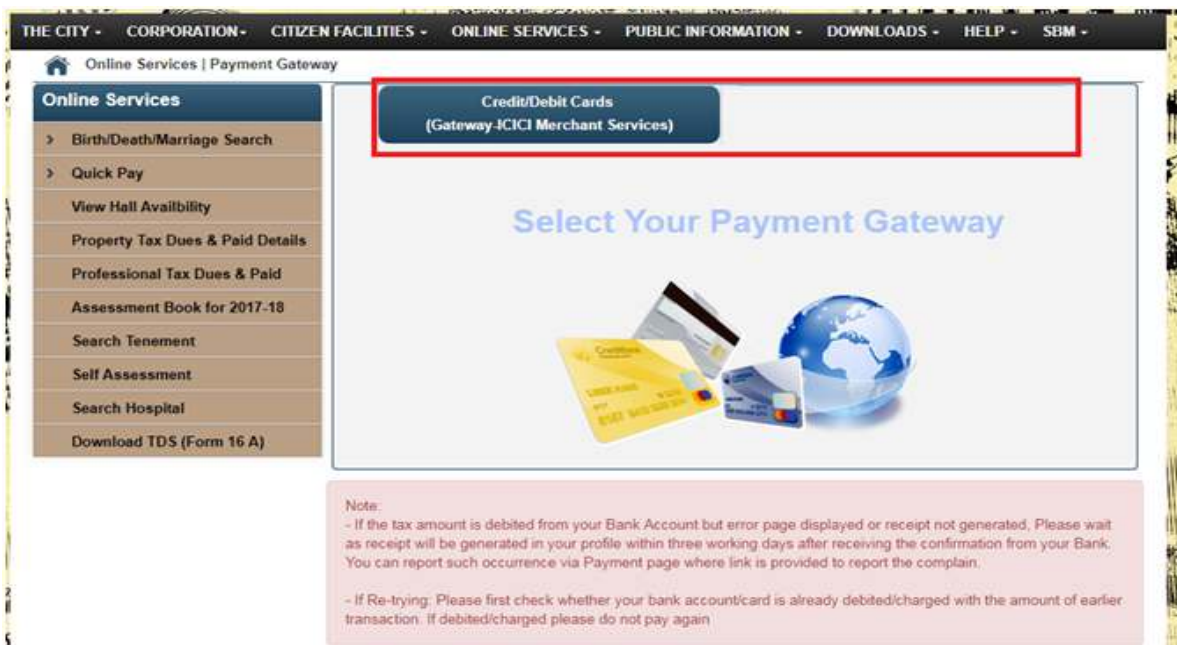 THE CITY - CORPORATION- CITIZEN FACILITIES - ONLINE SERVICES - PUBLIC INFORMATION - DOWNLOADS - HELP - SBM -
Online Services | Payment Gateway
Online Services
> Birth/Death/Marriage Search
> Quick Pay
View Hall Availbility
Property Tax Dues & Paid Details
Professional Tax Dues & Paid
Assessment Book for 2017-18
Search Tenement
Self Assessment
Search Hospital
Download TDS (Form 16 A)
Credit/Debit Cards
(Gateway-ICICI Merchant Services)
Select Your Payment Gateway
Note:
- If the tax amount is debited from your Bank Account but error page displayed or receipt not generated, Please wait
as receipt will be generated in your profile within three working days after receiving the confirmation from your Bank.
You can report such occurrence via Payment page where link is provided to report the complain.
- If Re-trying: Please first check whether your bank account/card is already debited/charged with the amount of earlier
transaction. If debited/charged please do not pay again